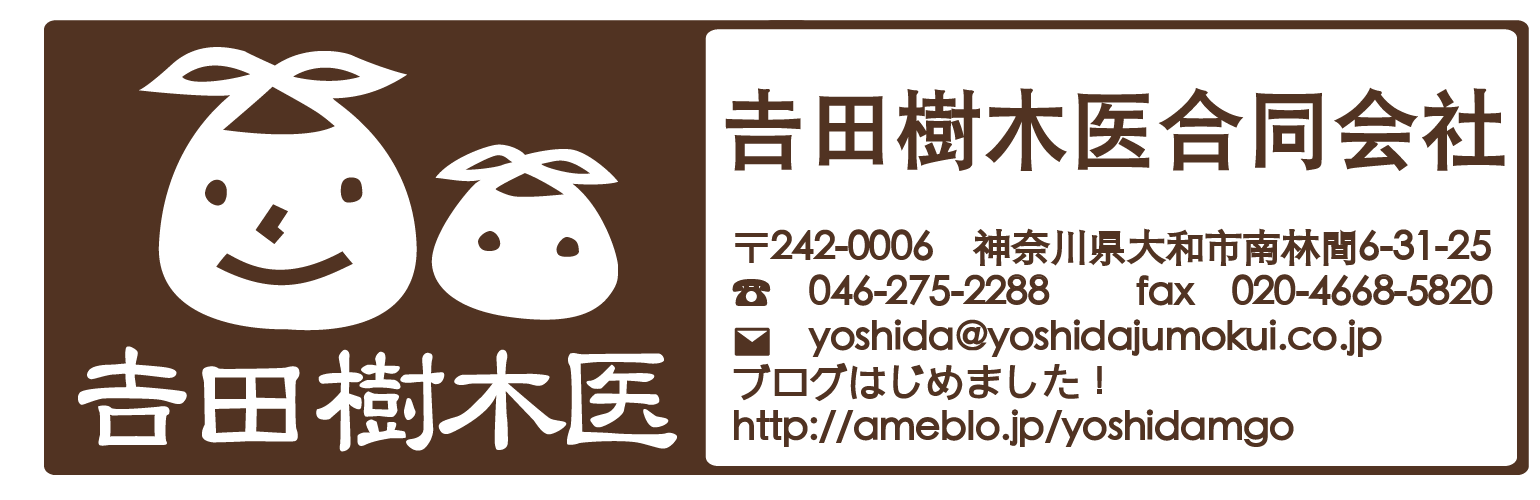 𠮷田樹木医
𠮷田樹木医合同会社
〒242-0006　神奈川県大和市南林間6-31-25
☎　046-275-2288　　fax　020-4668-5820
✉　yoshida@yoshidajumokui.co.jp
ブログはじめました！
http://ameblo.jp/yoshidamgo